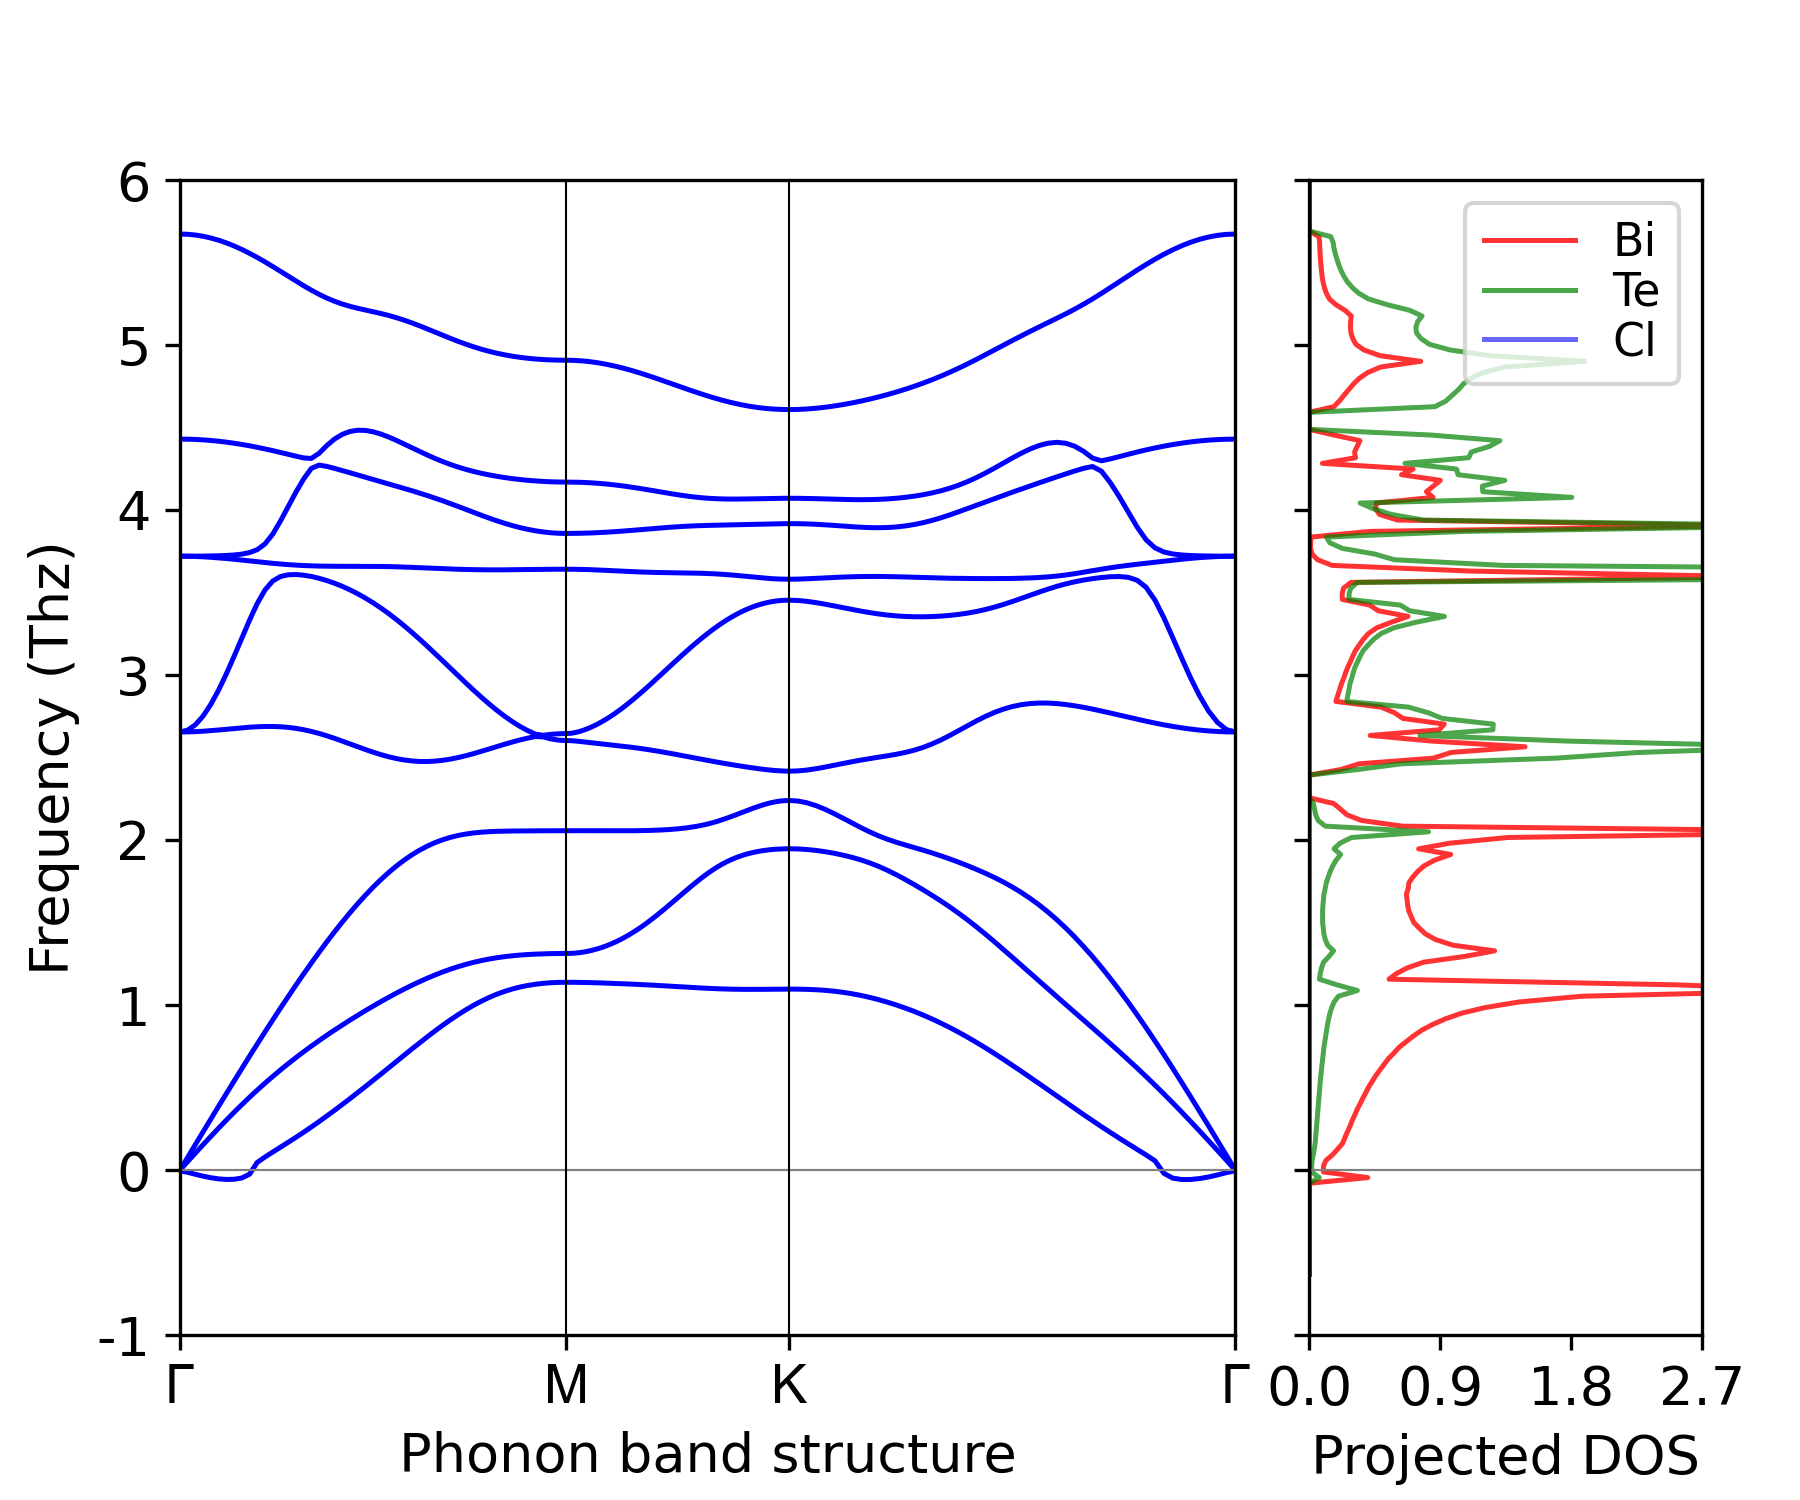 6
5
4
3
2
1
0
-1
Frequency (Thz)
Γ M K Γ
Phonon band structure
Bi
Te
Cl
0.0 0.9 1.8 2.7
Projected DOS